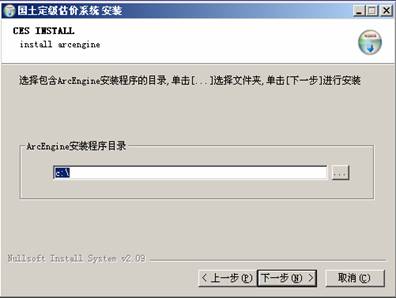 国土定级估价系统 安装
CES INSTALL
install arcengine
选择包含ArcEngine安装程序的目录,单击[...]选择文件夹,单击[下一步]进行安装
ArcEngine安装程序目录
c:\
...
Nullsoft Install System v2.09
< 上一步(P) 下一步(N) > 取消(C)